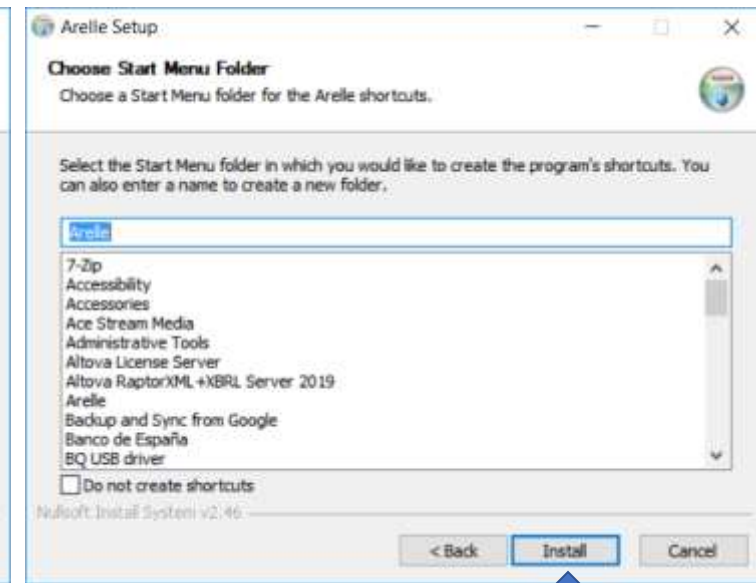 Arelle Setup
Choose Start Menu Folder
Choose a Start Menu folder for the Arelle shortcuts.
Select the Start Menu folder in which you would like to create the program's shortcuts. You
can also enter a name to create a new folder.
Arelle
7-Zip
Accessibility
Accessories
Ace Stream Media
Administrative Tools
Altova License Server
Altova RaptorXML+XBRL Server 2019
Arelle
Backup and Sync from Google
Banco de España
BQ USB driver
Do not create shortcuts
Nullsoft Install System v2.46
< Back Install Cancel